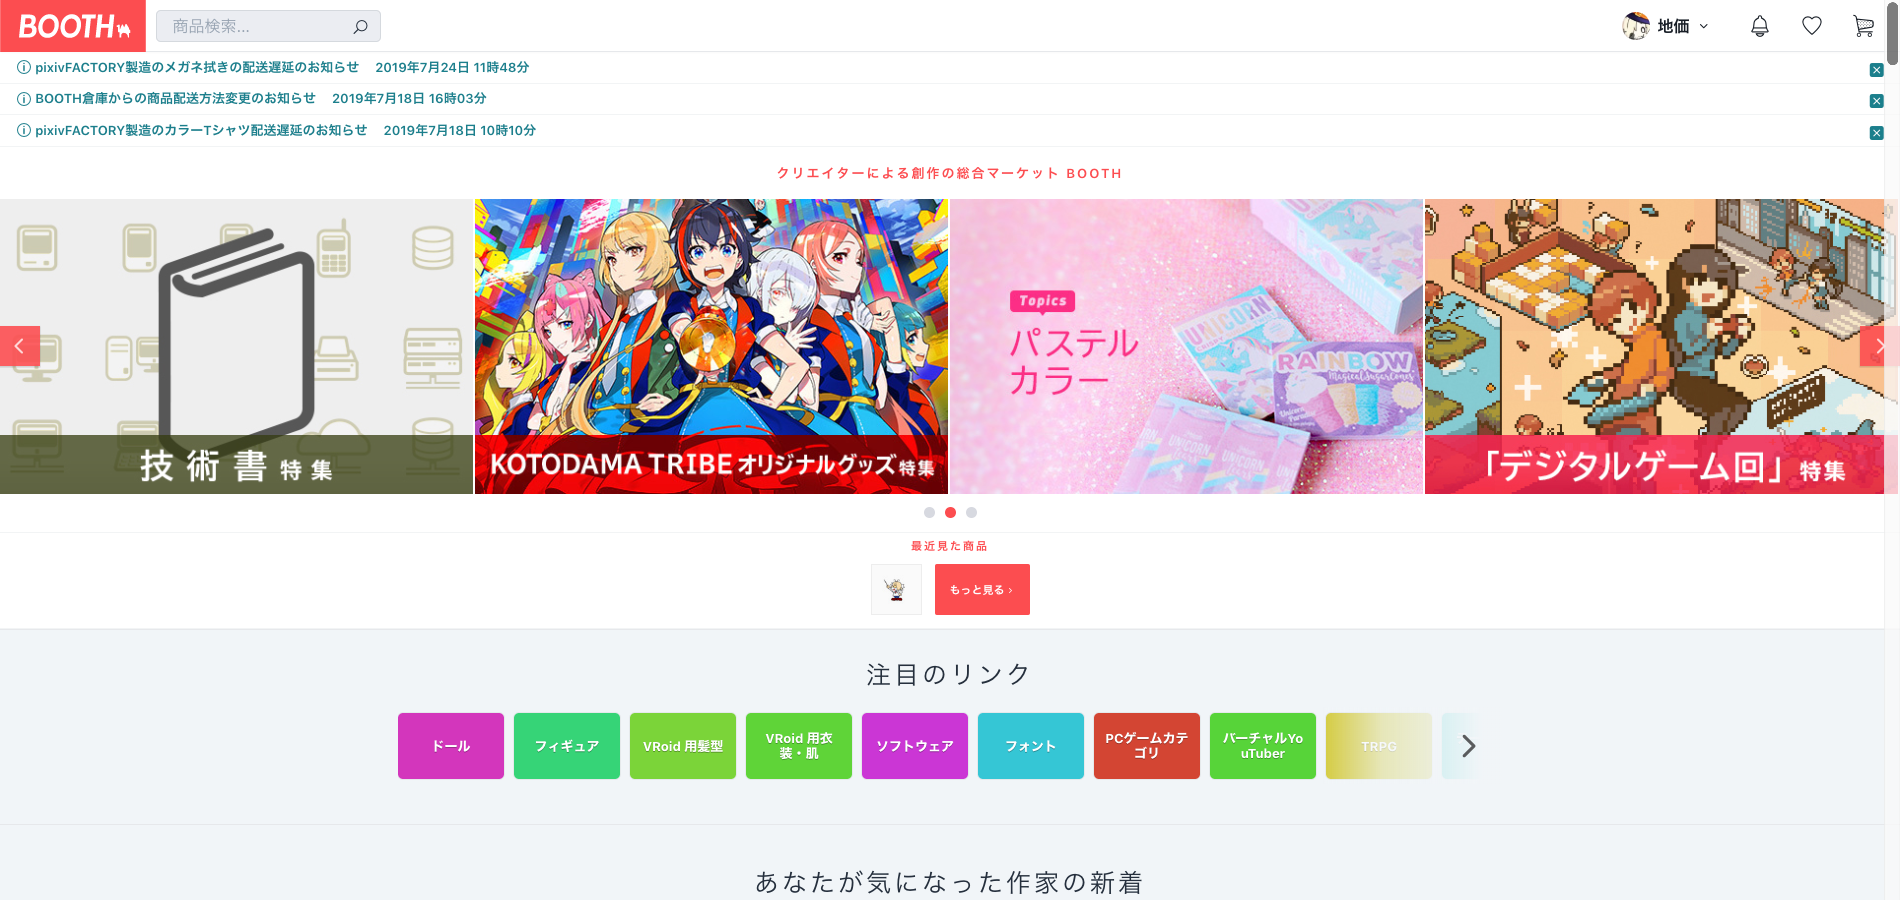 BOOTH
商品検索...
地価
pixivFACTORY製造のメガネ拭きの配送遅延のお知らせ 2019年7月24日 11時48分
BOOTH倉庫からの商品配送方法変更のお知らせ 2019年7月18日 16時03分
pixivFACTORY製造のカラーTシャツ配送遅延のお知らせ 2019年7月18日 10時10分
クリエイターによる創作の総合マーケット BOOTH
技術書特集
KOTODAMA TRIBE オリジナルグッズ特集
Topics
パステル
カラー
UNICORN
RAINBOW
Magical Sugarcones
UNICORN
「デジタルゲーム回」特集
最近見た商品
もっと見る
注目のリンク
ドール
フィギュア
VRoid 用髪型
VRoid 用衣
装・肌
ソフトウェア
フォント
PCゲームカテ
ゴリ
バーチャルYo
uTuber
TRPG
あなたが気になった作家の新着